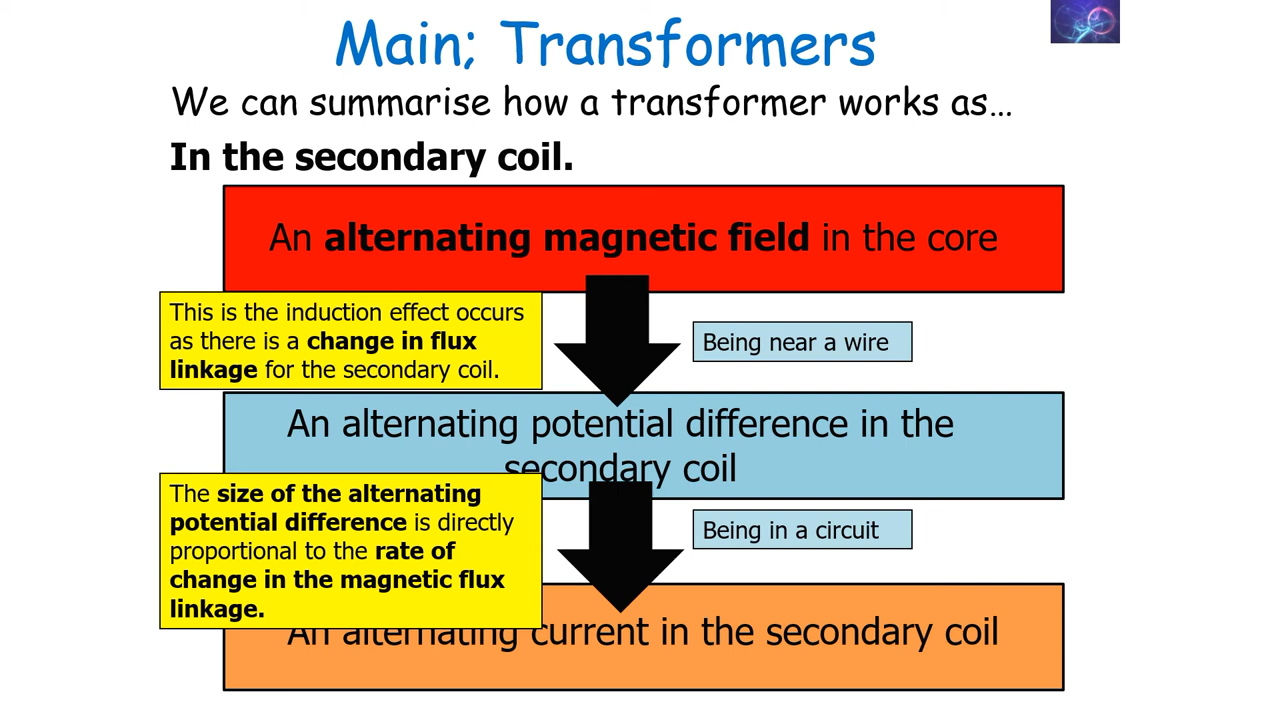 Main; Transformers
We can summarise how a transformer works as…
In the secondary coil.
An alternating magnetic field in the core
This is the induction effect occurs
as there is a change in flux
linkage for the secondary coil.
Being near a wire
An alternating potential difference in the
secondary coil
The size of the alternating
potential difference is directly
proportional to the rate of
change in the magnetic flux
linkage.
Being in a circuit
An alternating current in the secondary coil